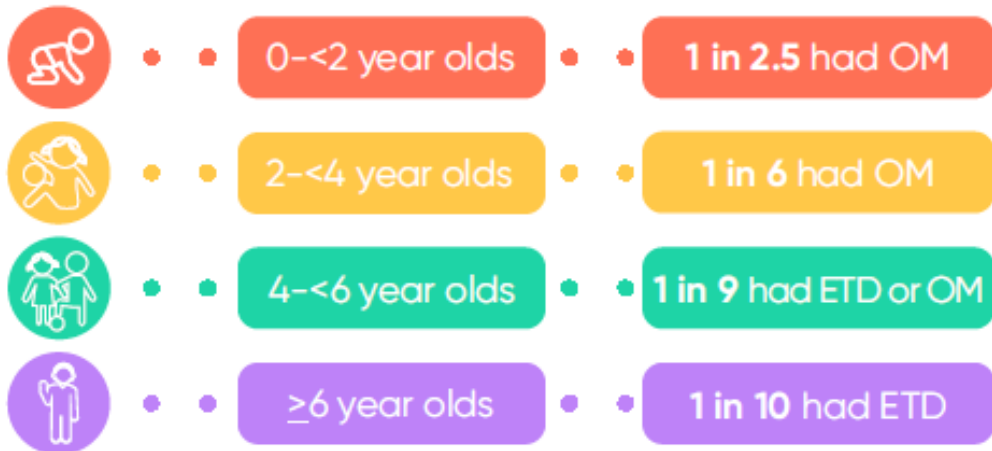 0-<2 year olds 1 in 2.5 had OM
2-<4 year olds 1 in 6 had OM
4-<6 year olds 1 in 9 had ETD or OM
≥6 year olds 1 in 10 had ETD